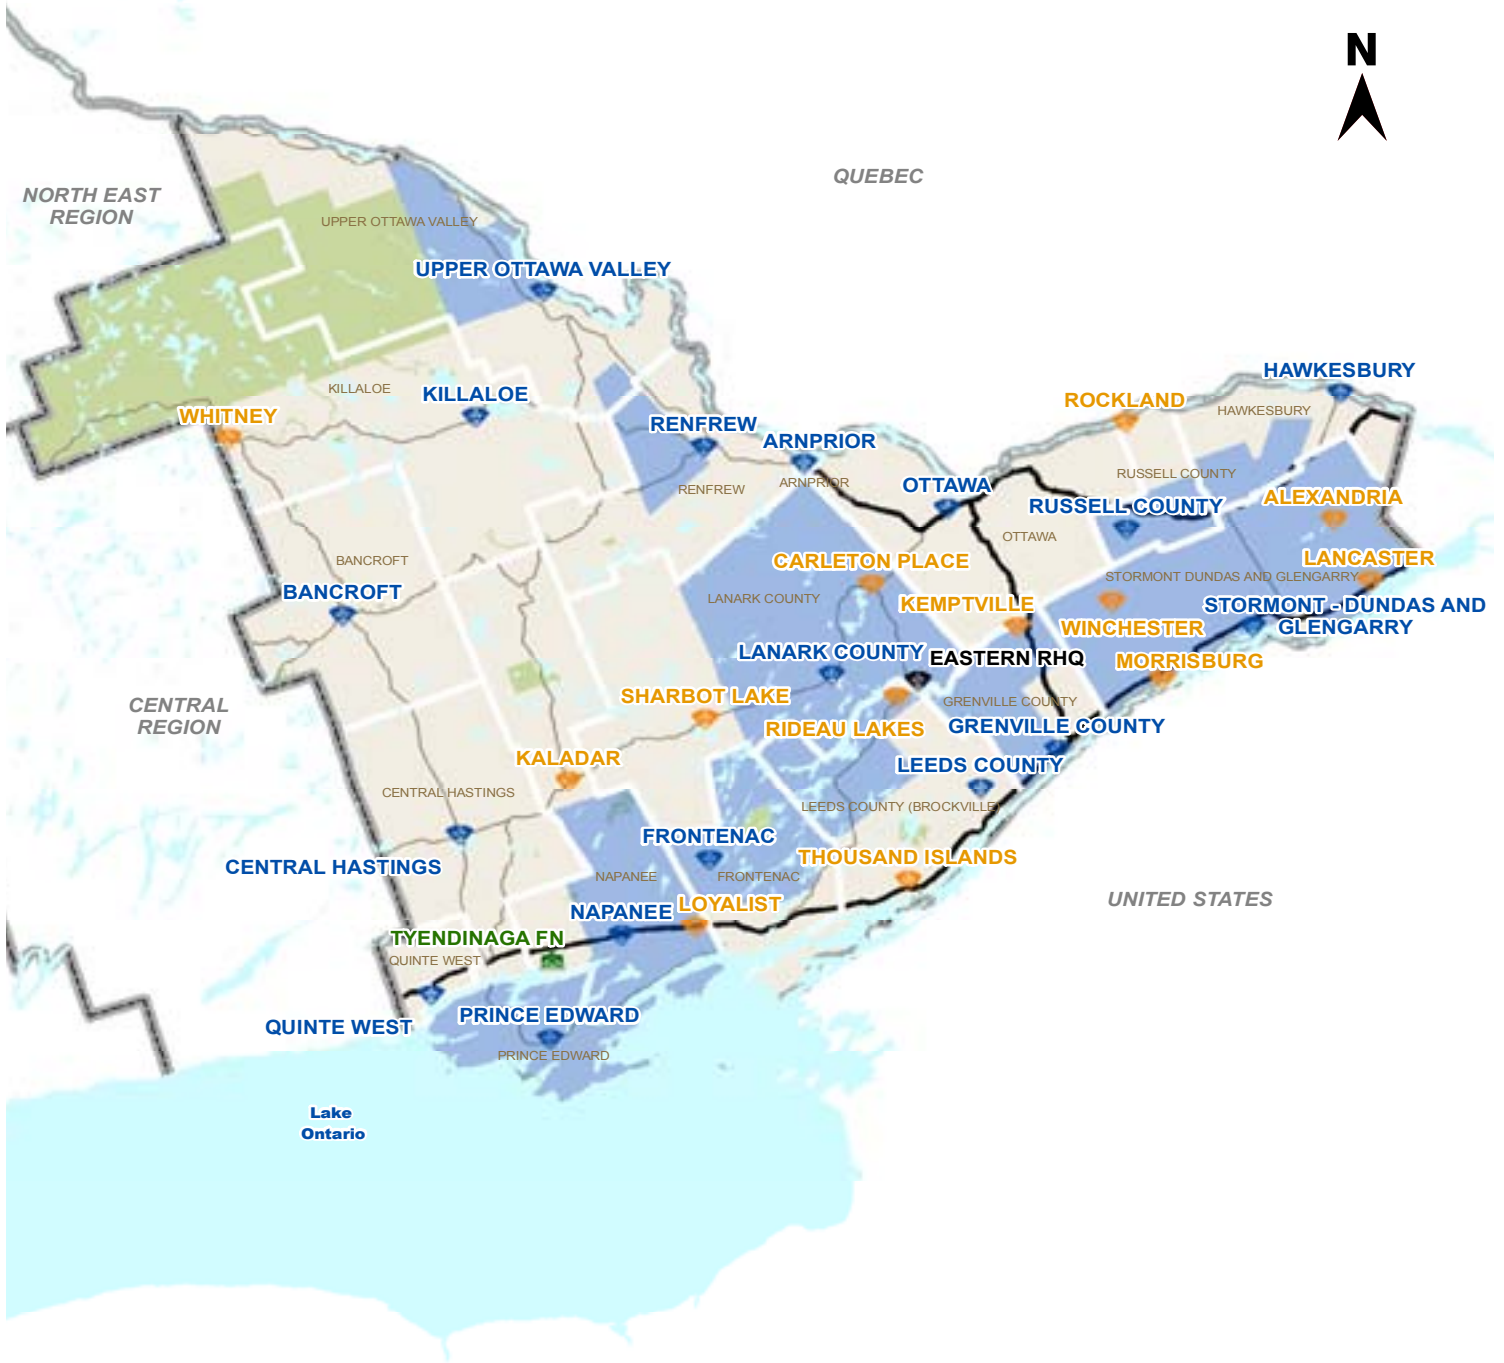 N
QUEBEC
NORTH EAST
REGION
UPPER OTTAWA VALLEY
UPPER OTTAWA VALLEY
HAWKESBURY
KILLALOE
KILLALOE
ROCKLAND
HAWKESBURY
WHITNEY
RENFREW
ARNPRIOR
RUSSELL COUNTY
RENFREW
ARNPRIOR
OTTAWA
ALEXANDRIA
RUSSELL COUNTY
OTTAWA
BANCROFT
CARLETON PLACE
LANCASTER
STORMONT DUNDAS AND GLENGARRY
BANCROFT
LANARK COUNTY
KEMPTVILLE
STORMONT - DUNDAS AND
GLENGARRY
WINCHESTER
LANARK COUNTY
EASTERN RHQ
MORRISBURG
SHARBOT LAKE
GRENVILLE COUNTY
CENTRAL
REGION
RIDEAU LAKES
GRENVILLE COUNTY
KALADAR
LEEDS COUNTY
CENTRAL HASTINGS
LEEDS COUNTY (BROCKVILLE)
FRONTENAC
THOUSAND ISLANDS
CENTRAL HASTINGS
NAPANEE
FRONTENAC
UNITED STATES
LOYALIST
NAPANEE
TYENDINAGA FN
QUINTE WEST
PRINCE EDWARD
QUINTE WEST
PRINCE EDWARD
Lake
Ontario